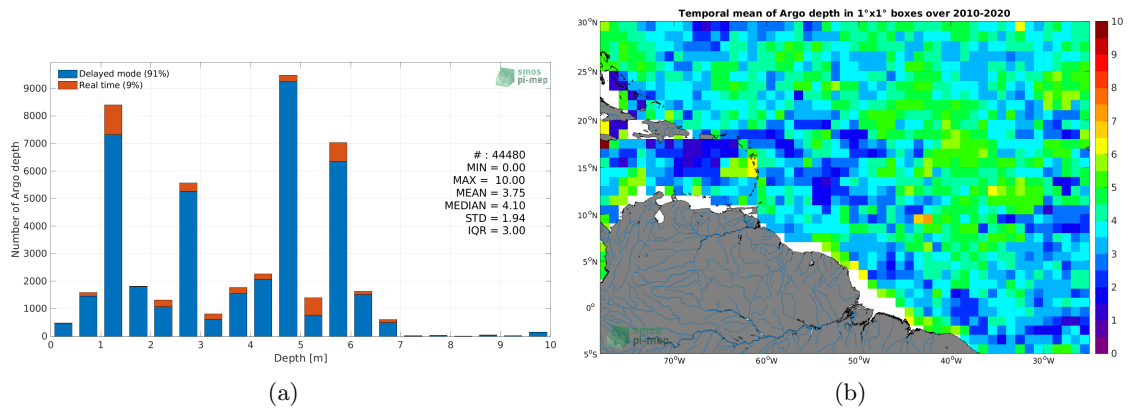 Delayed mode (91%)
Real time (9%)
smos
pi-mep
Number of Argo depth
9000
8000
7000
6000
5000
4000
3000
2000
1000
0
# : 44480
MIN = 0.00
MAX = 10.00
MEAN = 3.75
MEDIAN = 4.10
STD = 1.94
IQR = 3.00
0 1 2 3 4 5 6 7 8 9 10
Depth [m]
(a)
Temporal mean of Argo depth in 1°x1° boxes over 2010-2020
30°N
25°N
20°N
15°N
10°N
5°N
0°
5°S
70°W 60°W 50°W 40°W 30°W
smos
pi-mep
10
9
8
7
6
5
4
3
2
1
0
(b)